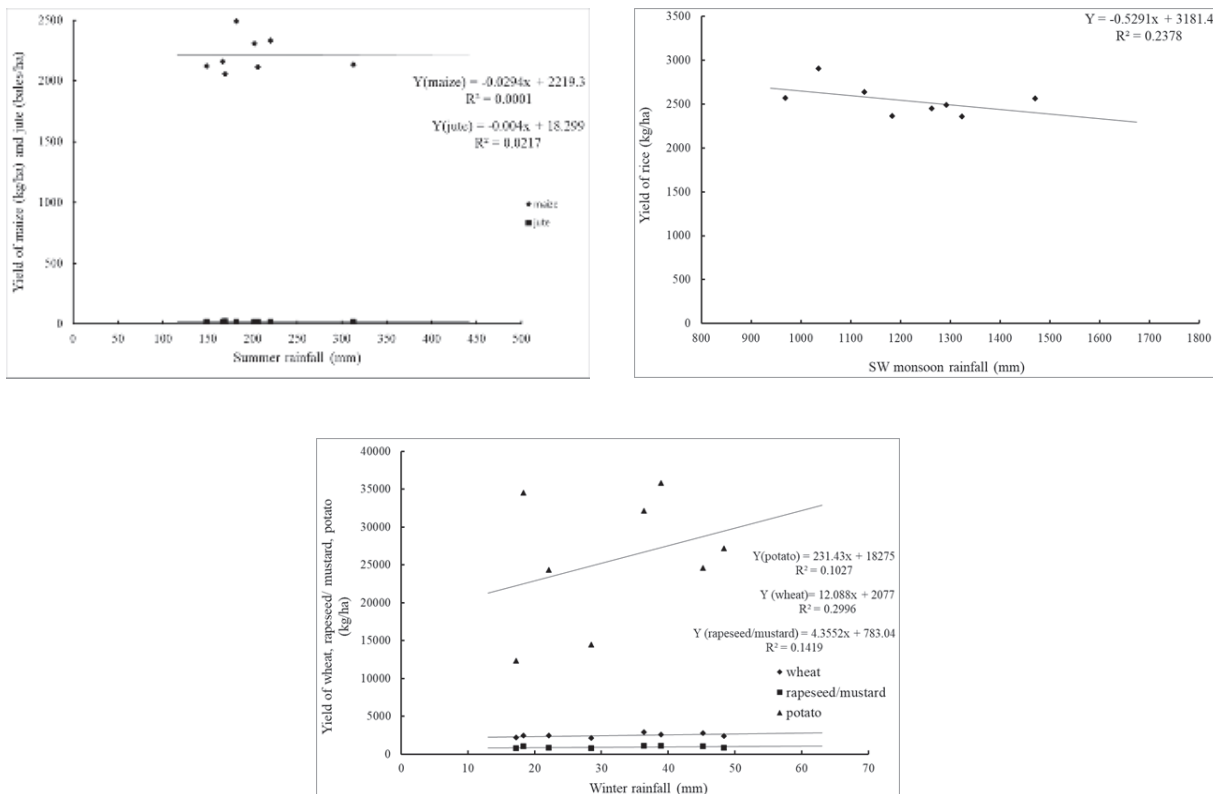 Yield of maize (kg/ha) and jute (bales/ha)
2500
2000
1500
1000
500
0
0 50 100 150 200 250 300 350 400 450 500
Summer rainfall (mm)
Y(maize) = -0.0294x + 2219.3
R² = 0.0001
Y(jute) = -0.004x + 18.299
R² = 0.0217
maize
jute
Yield of rice (kg/ha)
3500
3000
2500
2000
1500
1000
500
0
800 900 1000 1100 1200 1300 1400 1500 1600 1700 1800
SW monsoon rainfall (mm)
Y = -0.5291x + 3181.4
R² = 0.2378
Yield of wheat, rapeseed/ mustard, potato
(kg/ha)
40000
35000
30000
25000
20000
15000
10000
5000
0
0 10 20 30 40 50 60 70
Winter rainfall (mm)
Y(potato) = 231.43x + 18275
R² = 0.1027
Y (wheat)= 12.088x + 2077
R² = 0.2996
Y (rapeseed/mustard) = 4.3552x + 783.04
R² = 0.1419
wheat
rapeseed/mustard
potato